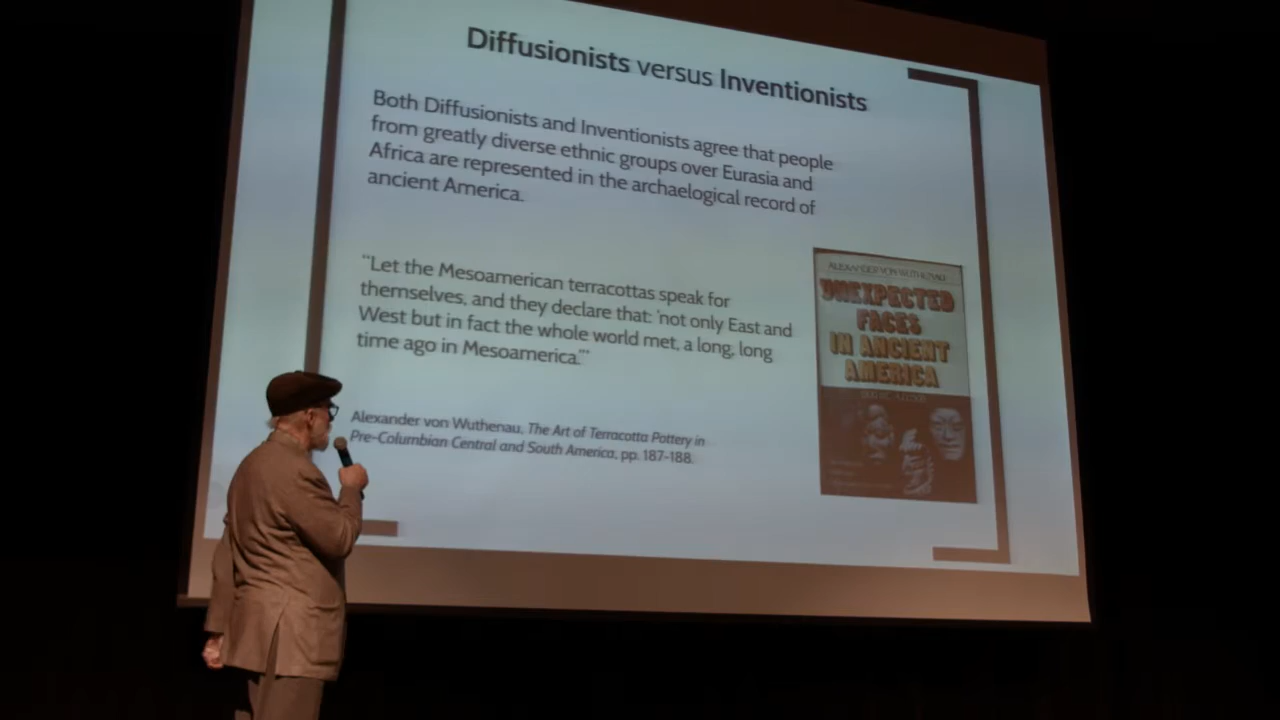 Diffusionists versus Inventionists
Both Diffusionists and Inventionists agree that people
from greatly diverse ethnic groups over Eurasia and
Africa are represented in the archaelogical record of
ancient America.
“Let the Mesoamerican terracottas speak for
themselves, and they declare that: ‘not only East and
West but in fact the whole world met, a long, long
time ago in Mesoamerica.’”
Alexander von Wuthenau, The Art of Terracotta Pottery in
Pre-Columbian Central and South America, pp. 187-188.
ALEXANDER VON WUTHENAU
UNEXPECTED
FACES
IN ANCIENT
AMERICA